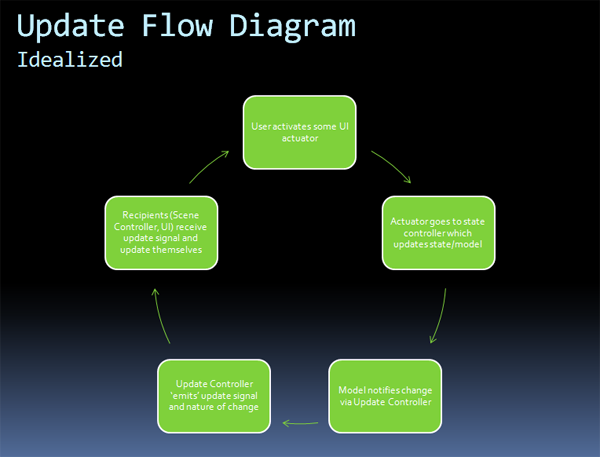 Update Flow Diagram
Idealized
User activates some UI
actuator
Actuator goes to state
controller which
updates state/model
Model notifies change
via Update Controller
Update Controller
'emits' update signal
and nature of change
Recipients (Scene
Controller, UI) receive
update signal and
update themselves